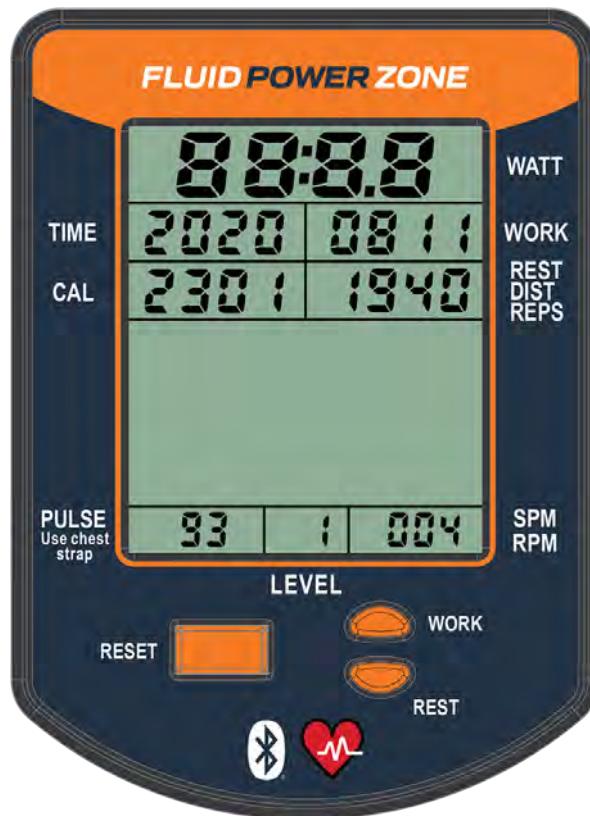 FLUID POWER ZONE
88:8.8
WATT
TIME
2020
0811
WORK
CAL
2301
1940
REST
DIST
REPS
PULSE
Use chest
strap
93
1
004
SPM
RPM
LEVEL
RESET
WORK
REST